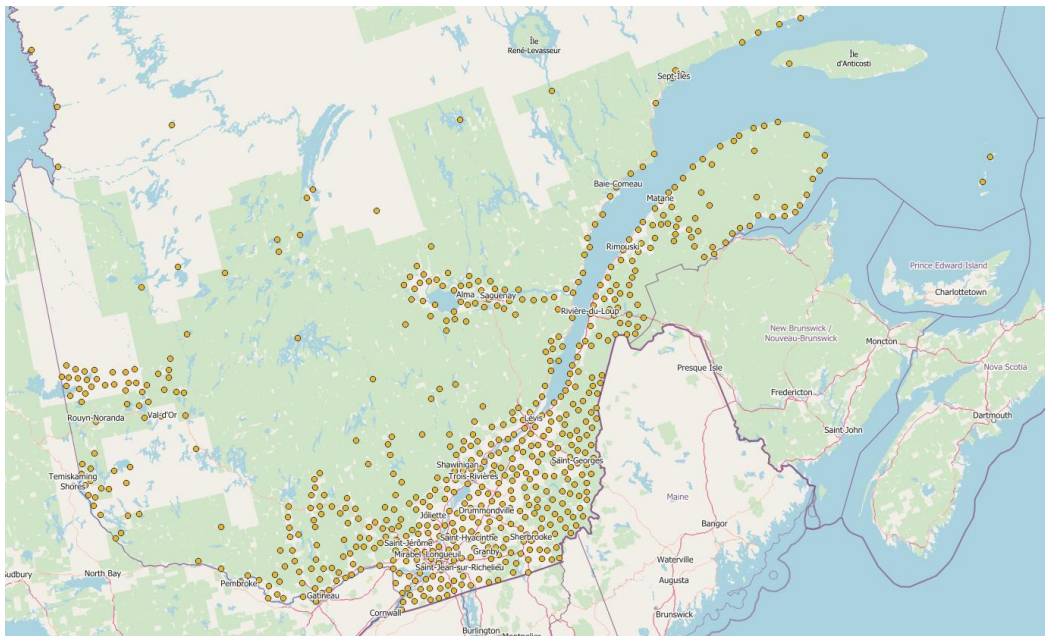 Île
René-Levasseur
Île
d'Anticosti
Sept-Îles
Baie-Comeau
Matane
Rimouski
Prince Edward Island
Charlottetown
Alma
Saguenay
Rivière-du-Loup
New Brunswick /
Nouveau-Brunswick
Moncton
Nova Scotia
Presque Isle
Fredericton
Rouyn-Noranda
Val-d'Or
Lévis
Saint John
Dartmouth
Shawinigan
Saint-Georges
Trois-Rivières
Temiskaming
Shores
Maine
Joliette
Drummondville
Bangor
Saint-Jérôme
Saint-Hyacinthe
Sherbrooke
Mirabel
Longueuil
Granby
Waterville
Saint-Jean-sur-Richelieu
Sudbury
North Bay
Pembroke
Augusta
Gatineau
Cornwall
Brunswick
Burlington
Montpelier